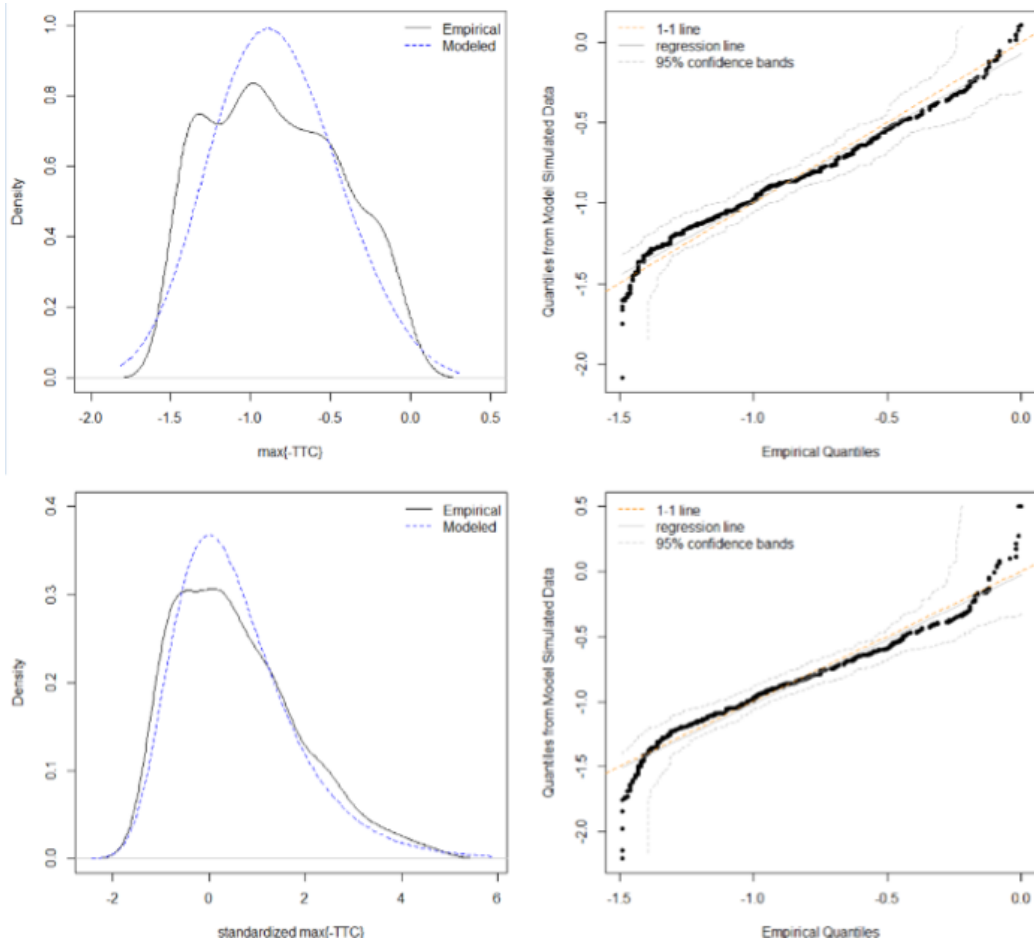 Empirical
Modeled
Density
0.0
0.2
0.4
0.6
0.8
1.0
-2.0 -1.5 -1.0 -0.5 0.0 0.5
max{-TTC}
1-1 line
regression line
95% confidence bands
Quantiles from Model Simulated Data
-2.0
-1.5
-1.0
-0.5
0.0
-1.5 -1.0 -0.5 0.0
Empirical Quantiles
Empirical
Modeled
Density
0.0
0.1
0.2
0.3
0.4
-2 0 2 4 6
standardized max{-TTC}
1-1 line
regression line
95% confidence bands
Quantiles from Model Simulated Data
-2.0
-1.5
-1.0
-0.5
0.0
0.5
-1.5 -1.0 -0.5 0.0
Empirical Quantiles